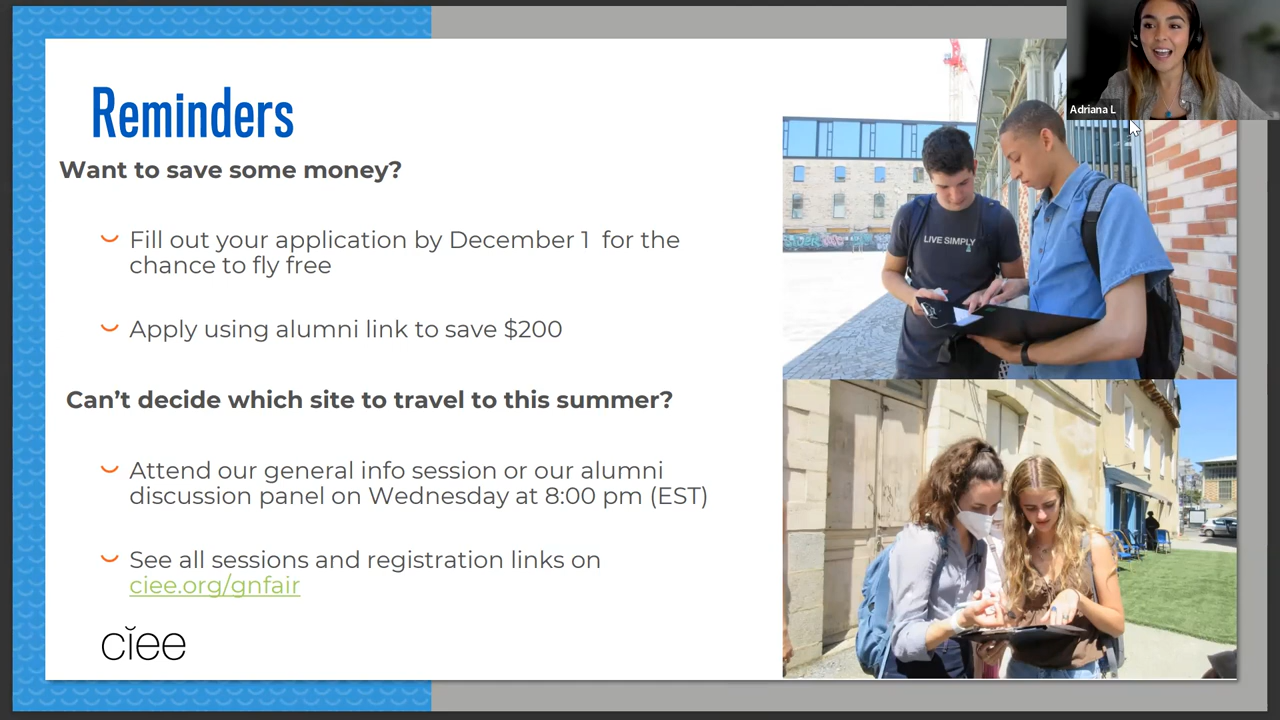 Reminders
Want to save some money?
Fill out your application by December 1 for the
chance to fly free
Apply using alumni link to save $200
Can't decide which site to travel to this summer?
Attend our general info session or our alumni
discussion panel on Wednesday at 8:00 pm (EST)
See all sessions and registration links on
ciee.org/gnfair
ciee
Adriana L
LIVE SIMPLY